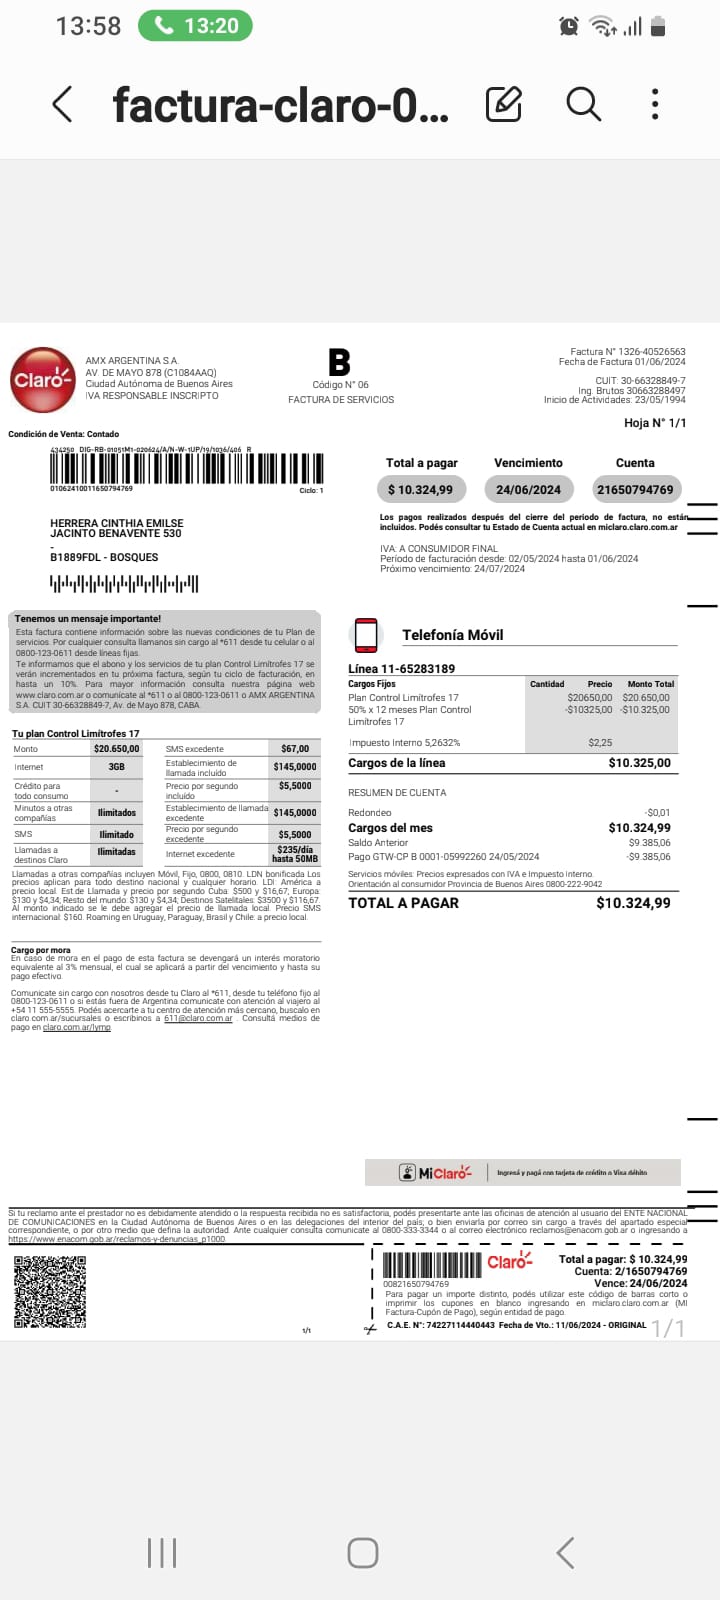 13:58 13:20
factura-claro-0...
Claro-
AMX ARGENTINA S.A.
AV. DE MAYO 878 (C1084AAQ)
Ciudad Autónoma de Buenos Aires
IVA RESPONSABLE INSCRIPTO
B
Código N° 06
FACTURA DE SERVICIOS
Factura N° 1326-40526563
Fecha de Factura 01/06/2024
CUIT: 30-66328849-7
Ing. Brutos 30663288497
Inicio de Actividades: 23/05/1994
Hoja N° 1/1
Condición de Venta: Contado
434250 DIG-RB-01051M1-020624/A/N-W-1UP/19/1036/406 R
01062410011650794769
Ciclo: 1
HERRERA CINTHIA EMILSE
JACINTO BENAVENTE 530
-
B1889FDL - BOSQUES
Total a pagar Vencimiento Cuenta
$ 10.324,99 24/06/2024 21650794769
Los pagos realizados después del cierre del periodo de factura, no están
incluidos. Podés consultar tu Estado de Cuenta actual en miclaro.claro.com.ar
IVA: A CONSUMIDOR FINAL
Período de facturación desde: 02/05/2024 hasta 01/06/2024
Próximo vencimiento: 24/07/2024
Tenemos un mensaje importante!
Esta factura contiene información sobre las nuevas condiciones de tu Plan de
servicios. Por cualquier consulta llamanos sin cargo al *611 desde tu celular o al
0800-123-0611 desde líneas fijas.
Te informamos que el abono y los servicios de tu plan Control Limítrofes 17 se
verán incrementados en tu próxima factura, según tu ciclo de facturación, en
hasta un 10%. Para mayor información consulta nuestra página web
www.claro.com.ar o comunícate al *611 o al 0800-123-0611 o AMX ARGENTINA
S.A. CUIT 30-66328849-7, Av. de Mayo 878, CABA.
Tu plan Control Limítrofes 17
Monto $20.650,00 SMS excedente $67,00
Internet 3GB Establecimiento de llamada incluído $145,0000
Crédito para todo consumo - Precio por segundo incluído $5,5000
Minutos a otras compañías Ilimitados Establecimiento de llamada excedente $145,0000
SMS Ilimitado Precio por segundo excedente $5,5000
Llamadas a destinos Claro Ilimitadas Internet excedente $235/día hasta 50MB
Llamadas a otras compañías incluyen Móvil, Fijo, 0800, 0810. LDN bonificada Los
precios aplican para todo destino nacional y cualquier horario. LDI: América a
precio local. Est.de Llamada y precio por segundo Cuba: $500 y $16,67; Europa:
$130 y $4,34; Resto del mundo: $130 y $4,34; Destinos Satelitales: $3500 y $116,67.
Al monto indicado se le debe agregar el precio de llamada local. Precio SMS
internacional: $160. Roaming en Uruguay, Paraguay, Brasil y Chile: a precio local.
Cargo por mora
En caso de mora en el pago de esta factura se devengará un interés moratorio
equivalente al 3% mensual, el cual se aplicará a partir del vencimiento y hasta su
pago efectivo.
Comunicate sin cargo con nosotros desde tu Claro al *611, desde tu teléfono fijo al
0800-123-0611 o si estás fuera de Argentina comunicate con atención al viajero al
+54 11 555-5555. Podés acercarte a tu centro de atención más cercano, buscalo en
claro.com.ar/sucursales o escribinos a 611@claro.com.ar . Consultá medios de
pago en claro.com.ar/lymp
Telefonía Móvil
Línea 11-65283189
Cargos Fijos Cantidad Precio Monto Total
Plan Control Limítrofes 17 $20650,00 $20.650,00
50% x 12 meses Plan Control -$10325,00 -$10.325,00
Limítrofes 17
Impuesto Interno 5,2632% $2,25
Cargos de la línea $10.325,00
RESUMEN DE CUENTA
Redondeo -$0,01
Cargos del mes $10.324,99
Saldo Anterior $9.385,06
Pago GTW-CP B 0001-05992260 24/05/2024 -$9.385,06
Servicios móviles: Precios expresados con IVA e Impuesto Interno.
Orientación al consumidor Provincia de Buenos Aires 0800-222-9042
TOTAL A PAGAR $10.324,99
MiClaro- Ingresá y pagá con tarjeta de crédito o Visa débito
Si tu reclamo ante el prestador no es debidamente atendido o la respuesta recibida no es satisfactoria, podés presentarte ante las oficinas de atención al usuario del ENTE NACIONAL
DE COMUNICACIONES en la Ciudad Autónoma de Buenos Aires o en las delegaciones del interior del país; o bien enviarla por correo sin cargo a través del apartado especial
correspondiente, o por otro medio que defina la autoridad. Ante cualquier consulta comunicate al 0800-333-3344 o al correo electrónico reclamos@enacom.gob.ar o ingresando a
https://www.enacom.gob.ar/reclamos-y-denuncias_p1000.
00821650794769
Claro-
Total a pagar: $ 10.324,99
Cuenta: 2/1650794769
Vence: 24/06/2024
Para pagar un importe distinto, podés utilizar este código de barras corto o
imprimir los cupones en banco ingresando en miclaro.claro.com.ar (MI
Factura-Cupón de Pago), según entidad de pago.
1/1
C.A.E. N°: 74227114440443 Fecha de Vto.: 11/06/2024 - ORIGINAL
1/1